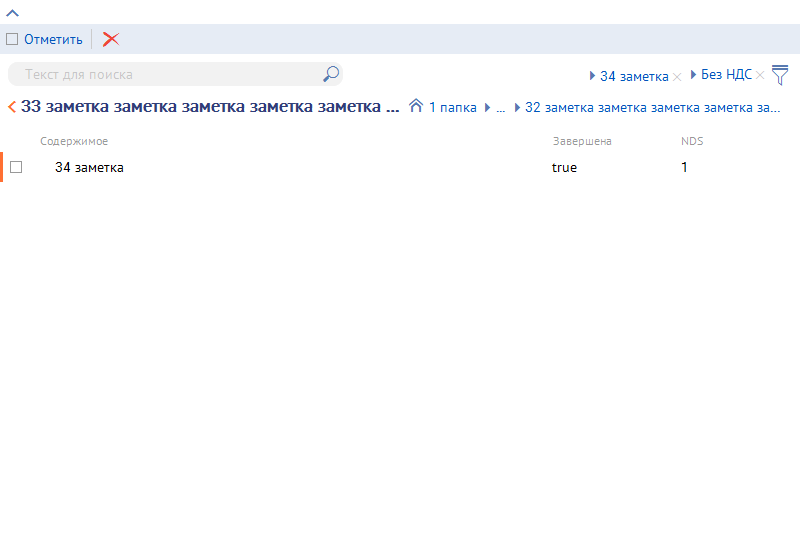 Отметить
Текст для поиска
34 заметка
Без НДС
33 заметка заметка заметка заметка заметка ...
1 папка ... 32 заметка заметка заметка заметка за...
Содержимое Завершена NDS
34 заметка true 1